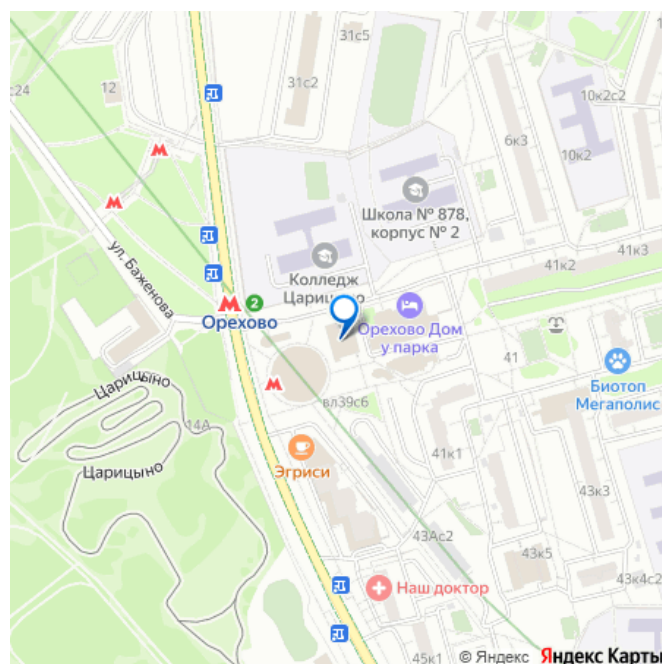 31с5
31с2
с24
12
10к2с2
6к3
10к2
Школа № 878,
корпус № 2
ул. Баженова
Колледж
Царицыно
41к3
41к2
2
Орехово
Орехово Дом
у парка
41
Биотоп
Мегаполис
Царицыно
вл39с6
14А
Царицыно
Эгриси
41к1
43к3
43Ас2
43к5
Наш доктор
43к4с2
45к1
© Яндекс Яндекс Карты